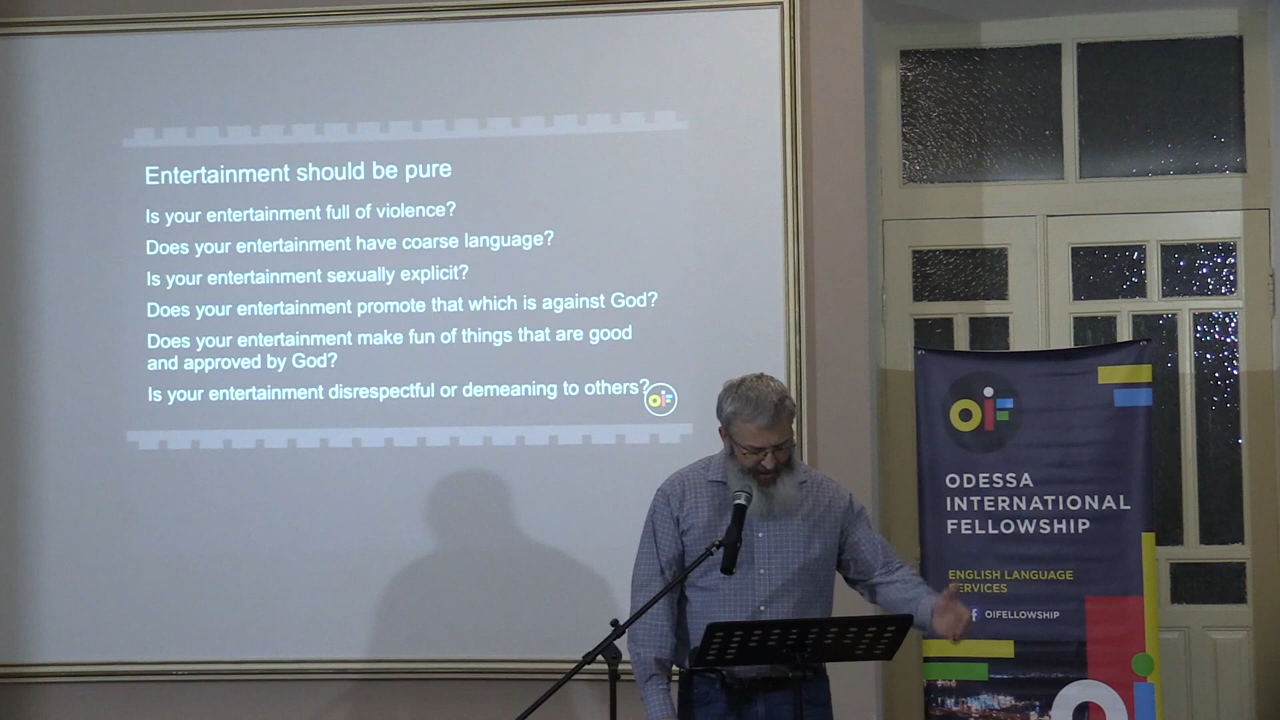 Entertainment should be pure
Is your entertainment full of violence?
Does your entertainment have coarse language?
Is your entertainment sexually explicit?
Does your entertainment promote that which is against God?
Does your entertainment make fun of things that are good
and approved by God?
Is your entertainment disrespectful or demeaning to others?
OiF
OiF
ODESSA
INTERNATIONAL
FELLOWSHIP
ENGLISH LANGUAGE
SERVICES
f OIFELLOWSHIP
Oi